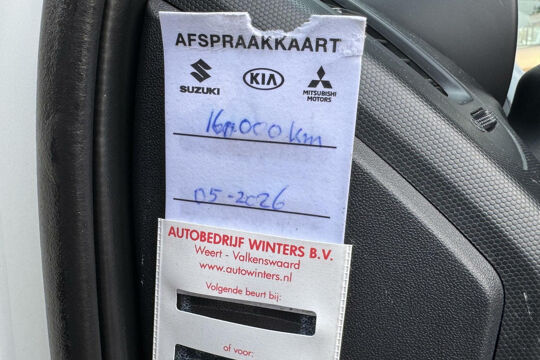 AFSPRAAKKAART
SUZUKI KIA MITSUBISHI MOTORS
160.000 km
05-2026
AUTOBEDRIJF WINTERS B.V.
Weert - Valkenswaard
www.autowinters.nl
Volgende beurt bij:
of voor: